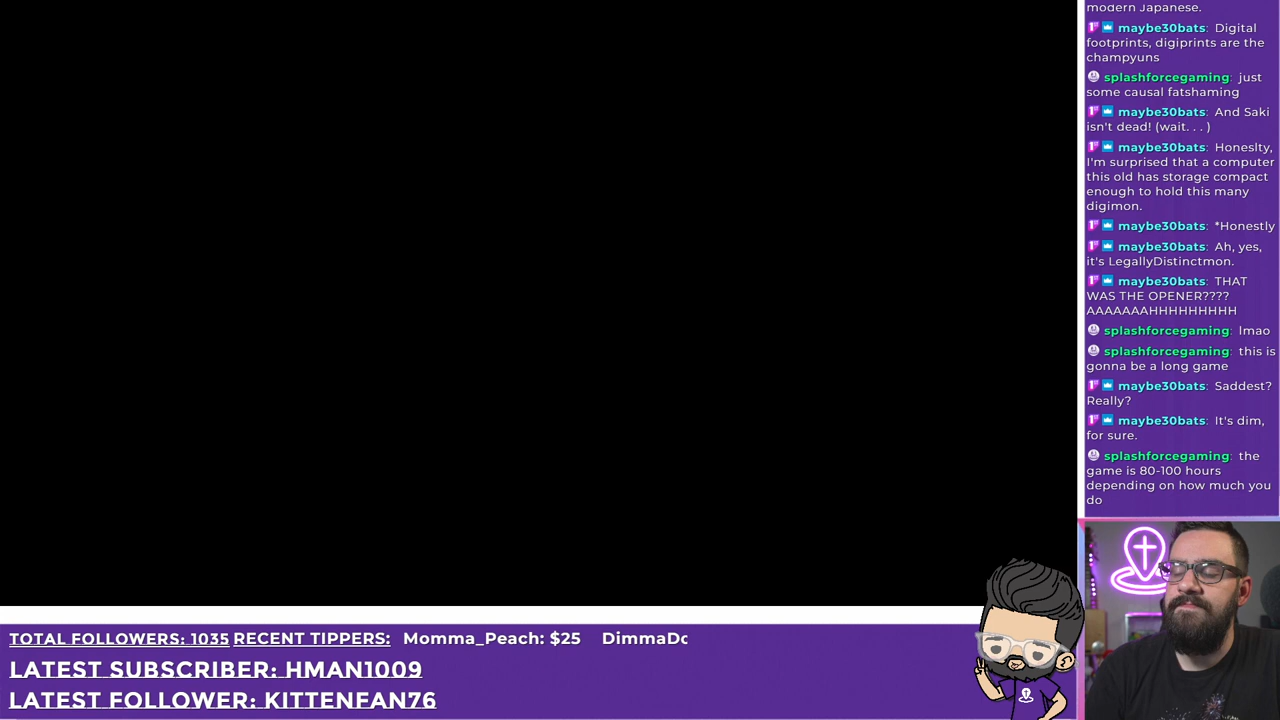 modern Japanese.
maybe30bats: Digital
footprints, digiprints are the
champyuns
splashforcegaming: just
some causal fatshaming
maybe30bats: And Saki
isn't dead! (wait. . . )
maybe30bats: Honeslty,
I'm surprised that a computer
this old has storage compact
enough to hold this many
digimon.
maybe30bats: *Honestly
maybe30bats: Ah, yes,
it's LegallyDistinctmon.
maybe30bats: THAT
WAS THE OPENER????
AAAAAAAHHHHHHHHH
splashforcegaming: lmao
splashforcegaming: this is
gonna be a long game
maybe30bats: Saddest?
Really?
maybe30bats: It's dim,
for sure.
splashforcegaming: the
game is 80-100 hours
depending on how much you
do
TOTAL FOLLOWERS: 1035 RECENT TIPPERS: Momma_Peach: $25 DimmaDc
LATEST SUBSCRIBER: HMAN1009
LATEST FOLLOWER: KITTENFAN76